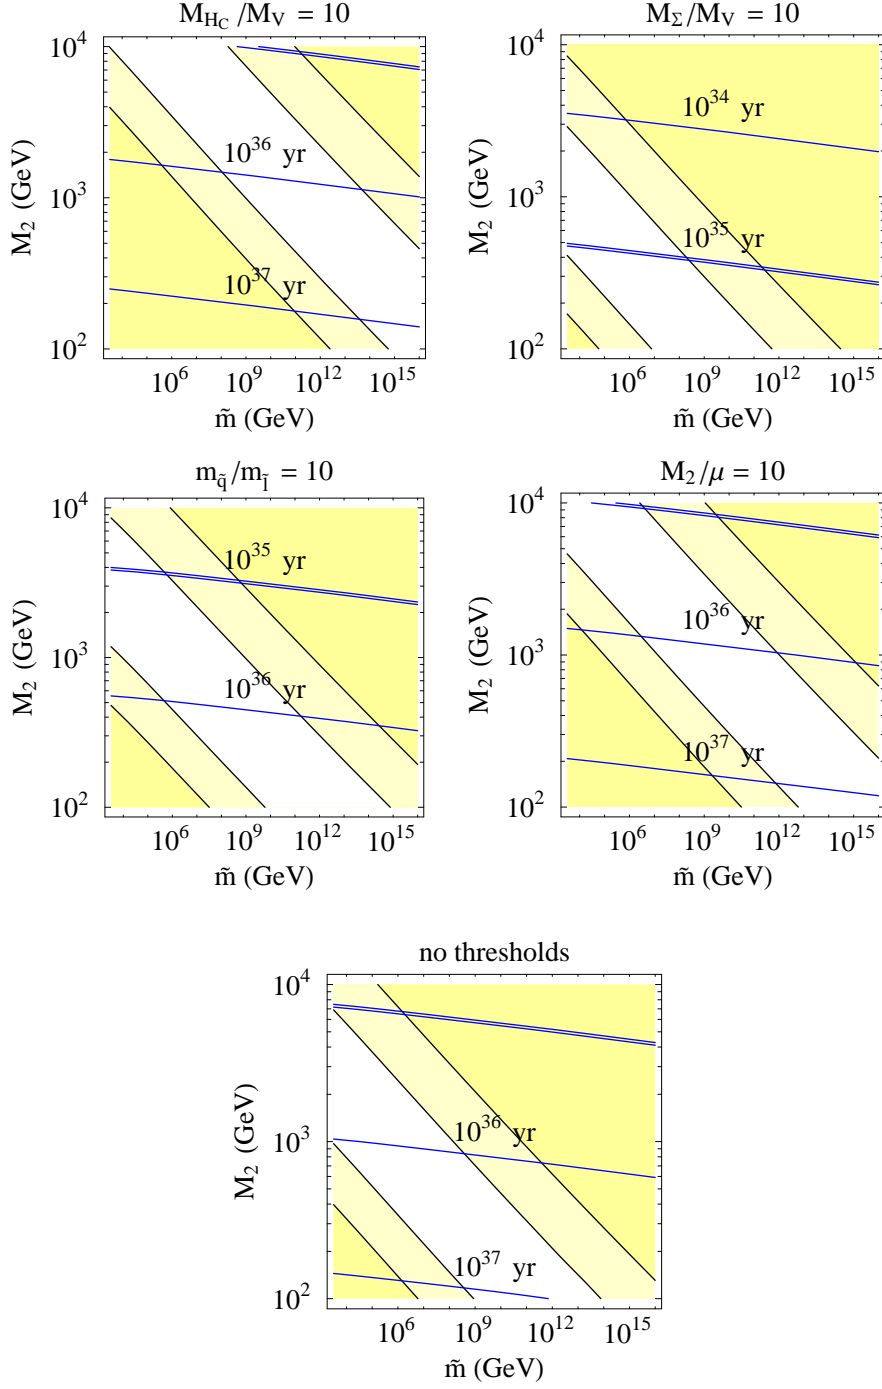 M_{H_C}/M_V = 10
M_2 (GeV)
10^4
10^3
10^2
10^36 yr
10^37 yr
10^6 10^9 10^12 10^15
m̃ (GeV)
M_Σ/M_V = 10
M_2 (GeV)
10^4
10^3
10^2
10^34 yr
10^35 yr
10^6 10^9 10^12 10^15
m̃ (GeV)
m_q̃/m_l̃ = 10
M_2 (GeV)
10^4
10^3
10^2
10^35 yr
10^36 yr
10^6 10^9 10^12 10^15
m̃ (GeV)
M_2/μ = 10
M_2 (GeV)
10^4
10^3
10^2
10^36 yr
10^37 yr
10^6 10^9 10^12 10^15
m̃ (GeV)
no thresholds
M_2 (GeV)
10^4
10^3
10^2
10^36 yr
10^37 yr
10^6 10^9 10^12 10^15
m̃ (GeV)